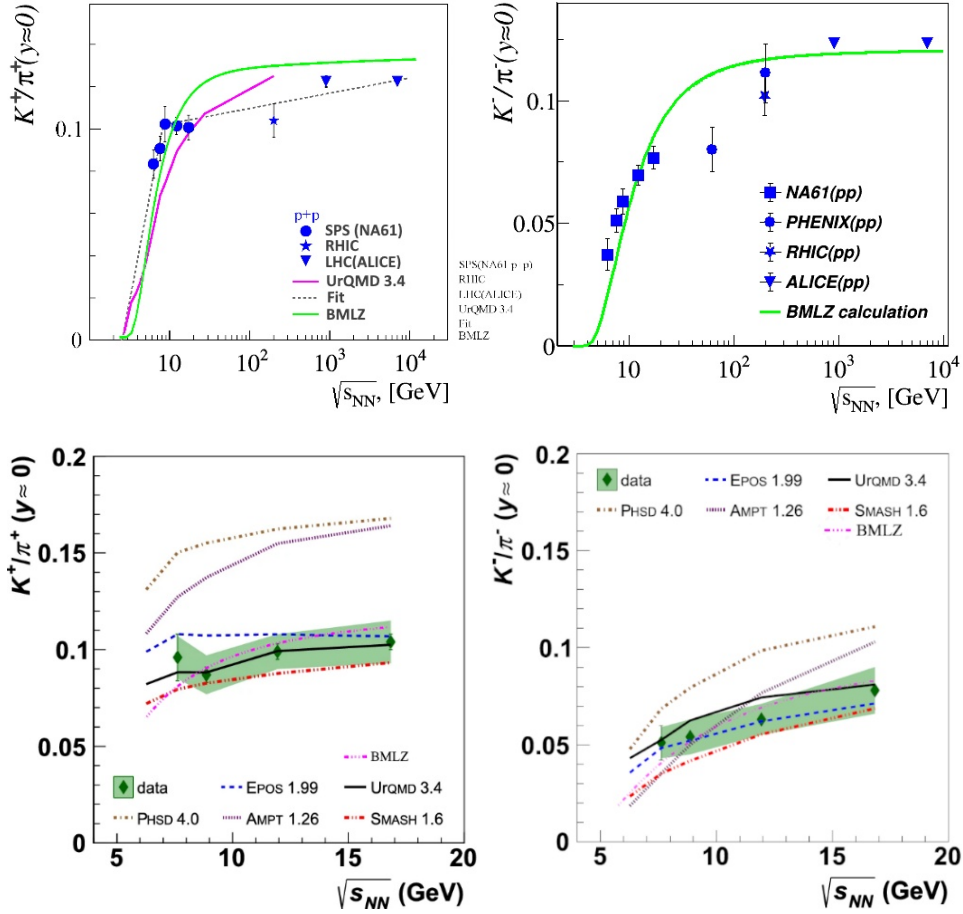 K⁺/π⁺(y≈0)
0.1
0
p+p
SPS (NA61)
RHIC
LHC(ALICE)
UrQMD 3.4
Fit
BMLZ
SPS(NA61 p p)
RHIC
LHC(ALICE)
UrQMD 3.4
Fit
BMLZ
10 10² 10³ 10⁴
√s_NN, [GeV]
K⁻/π⁻(y≈0)
0.1
0.05
0
NA61(pp)
PHENIX(pp)
RHIC(pp)
ALICE(pp)
BMLZ calculation
10 10² 10³ 10⁴
√s_NN, [GeV]
K⁺/π⁺ (y≈ 0)
0.2
0.15
0.1
0.05
0
BMLZ
data EPOS 1.99 URQMD 3.4
PHSD 4.0 AMPT 1.26 SMASH 1.6
5 10 15 20
√s_NN (GeV)
K⁻/π⁻ (y≈ 0)
0.2
0.15
0.1
0.05
0
data EPOS 1.99 URQMD 3.4
PHSD 4.0 AMPT 1.26 SMASH 1.6
BMLZ
5 10 15 20
√s_NN (GeV)